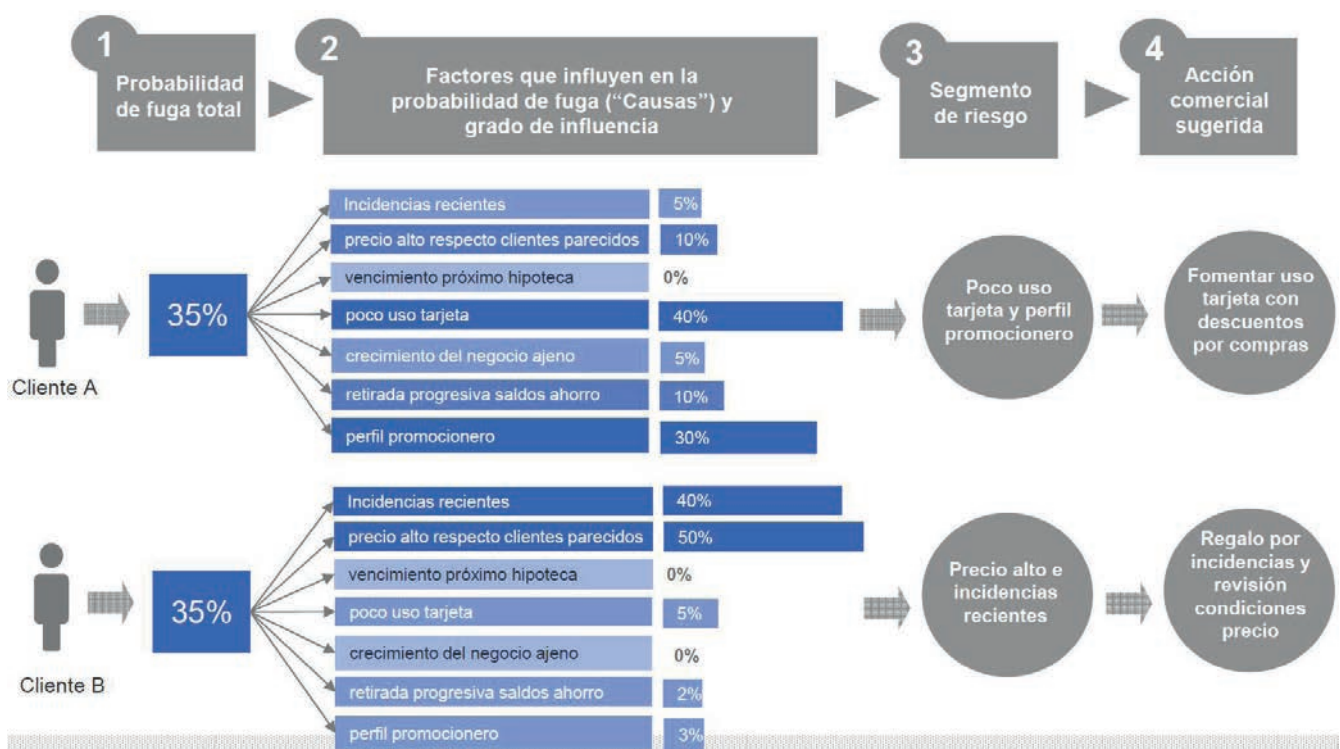 1
Probabilidad
de fuga total
2
Factores que influyen en la
probabilidad de fuga (“Causas”) y
grado de influencia
3
Segmento
de riesgo
4
Acción
comercial
sugerida
Cliente A
35%
Incidencias recientes 5%
precio alto respecto clientes parecidos 10%
vencimiento próximo hipoteca 0%
poco uso tarjeta 40%
crecimiento del negocio ajeno 5%
retirada progresiva saldos ahorro 10%
perfil promocionero 30%
Poco uso
tarjeta y perfil
promocionero
Fomentar uso
tarjeta con
descuentos
por compras
Cliente B
35%
Incidencias recientes 40%
precio alto respecto clientes parecidos 50%
vencimiento próximo hipoteca 0%
poco uso tarjeta 5%
crecimiento del negocio ajeno 0%
retirada progresiva saldos ahorro 2%
perfil promocionero 3%
Precio alto e
incidencias
recientes
Regalo por
incidencias y
revisión
condiciones
precio